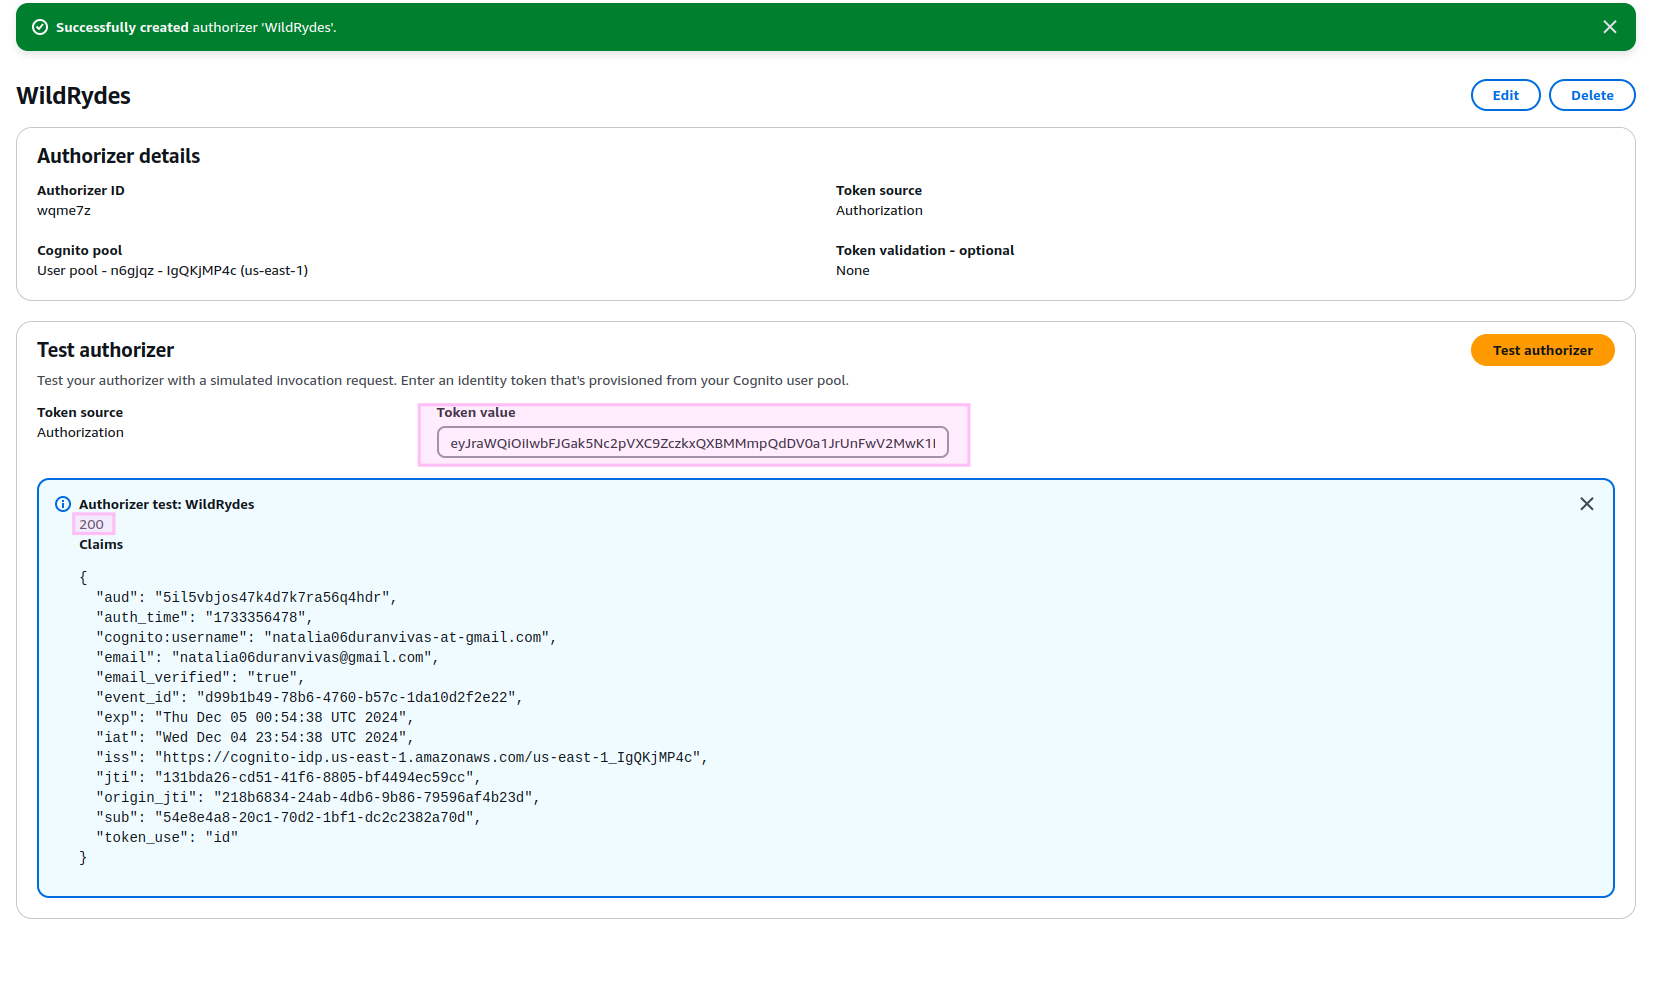 Successfully created authorizer 'WildRydes'.
WildRydes
Edit
Delete
Authorizer details
Authorizer ID
wqme7z
Token source
Authorization
Cognito pool
User pool - n6gjqz - IgQKjMP4c (us-east-1)
Token validation - optional
None
Test authorizer
Test authorizer
Test your authorizer with a simulated invocation request. Enter an identity token that's provisioned from your Cognito user pool.
Token source
Authorization
Token value
Authorizer test: WildRydes
200
Claims
{
"aud": "5il5vbjos47k4d7k7ra56q4hdr",
"auth_time": "1733356478",
"cognito:username": "natalia06duranvivas-at-gmail.com",
"email": "natalia06duranvivas@gmail.com",
"email_verified": "true",
"event_id": "d99b1b49-78b6-4760-b57c-1da10d2f2e22",
"exp": "Thu Dec 05 00:54:38 UTC 2024",
"iat": "Wed Dec 04 23:54:38 UTC 2024",
"iss": "https://cognito-idp.us-east-1.amazonaws.com/us-east-1_IgQKjMP4c",
"jti": "131bda26-cd51-41f6-8805-bf4494ec59cc",
"origin_jti": "218b6834-24ab-4db6-9b86-79596af4b23d",
"sub": "54e8e4a8-20c1-70d2-1bf1-dc2c2382a70d",
"token_use": "id"
}